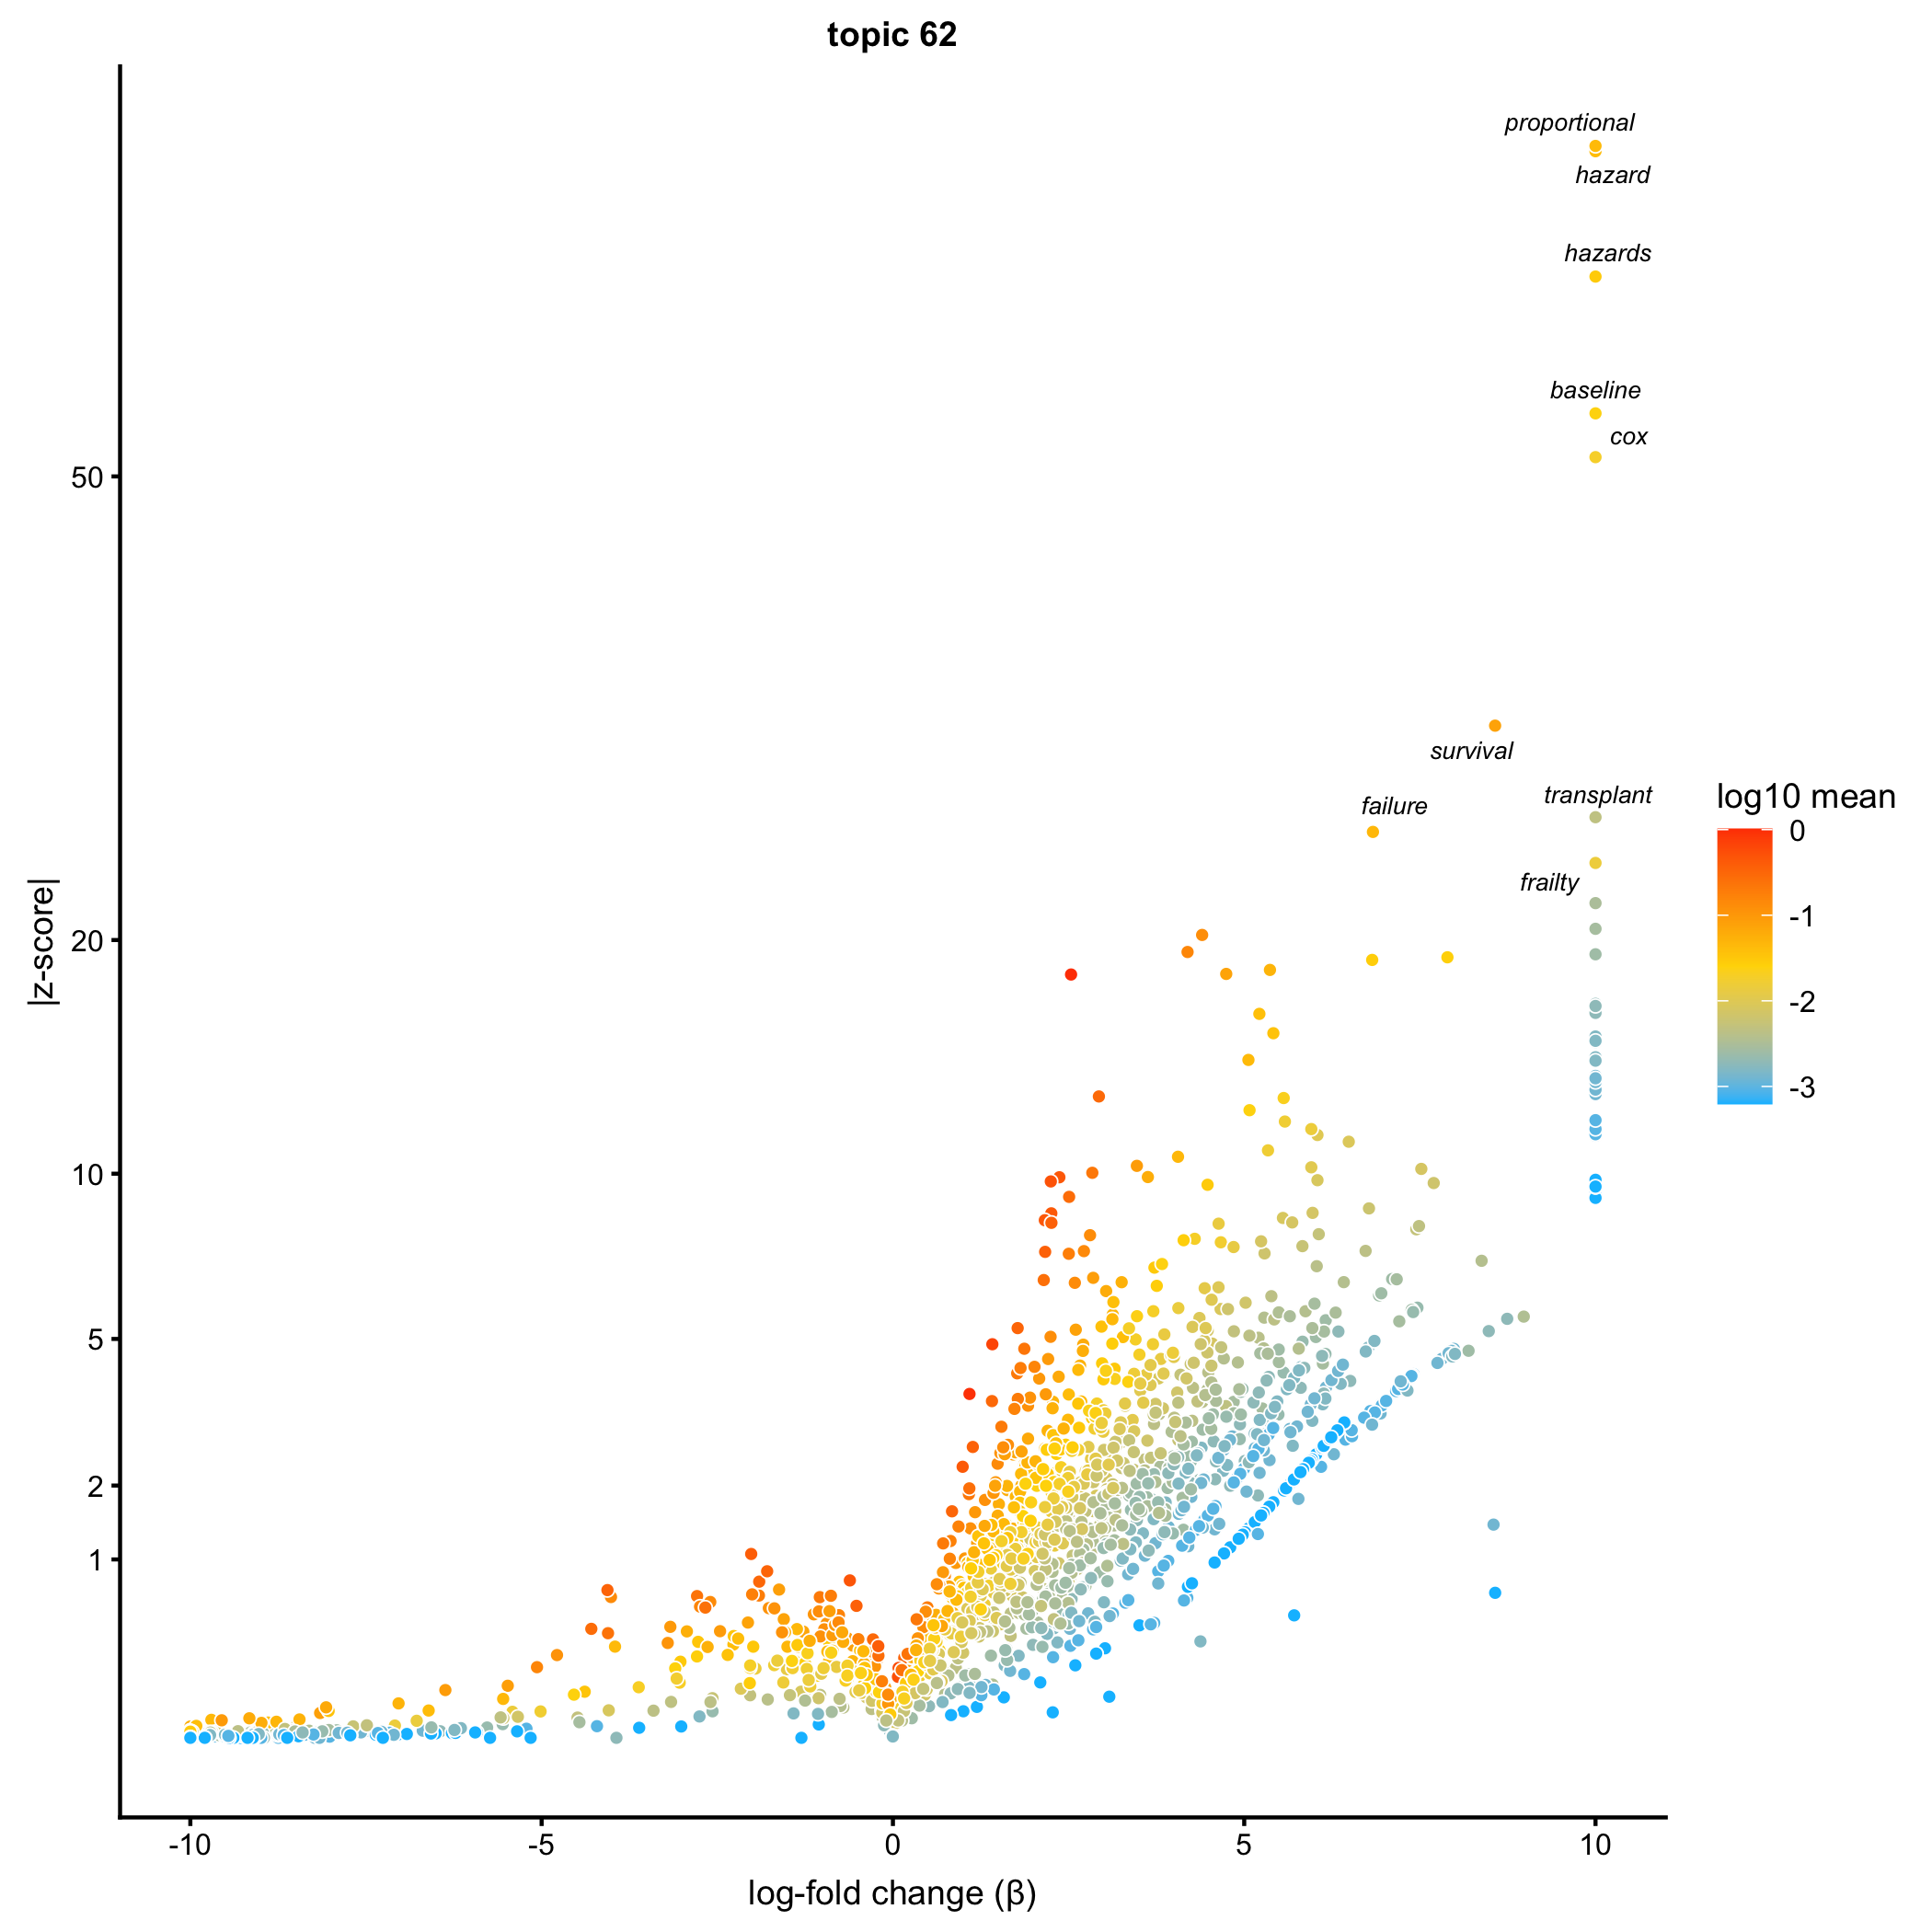 topic 62
proportional
hazard
hazards
baseline
cox
50
survival
transplant
failure
frailty
log10 mean
0
-1
-2
-3
|z-score|
20
10
5
2
1
-10
-5
0
5
10
log-fold change (β)